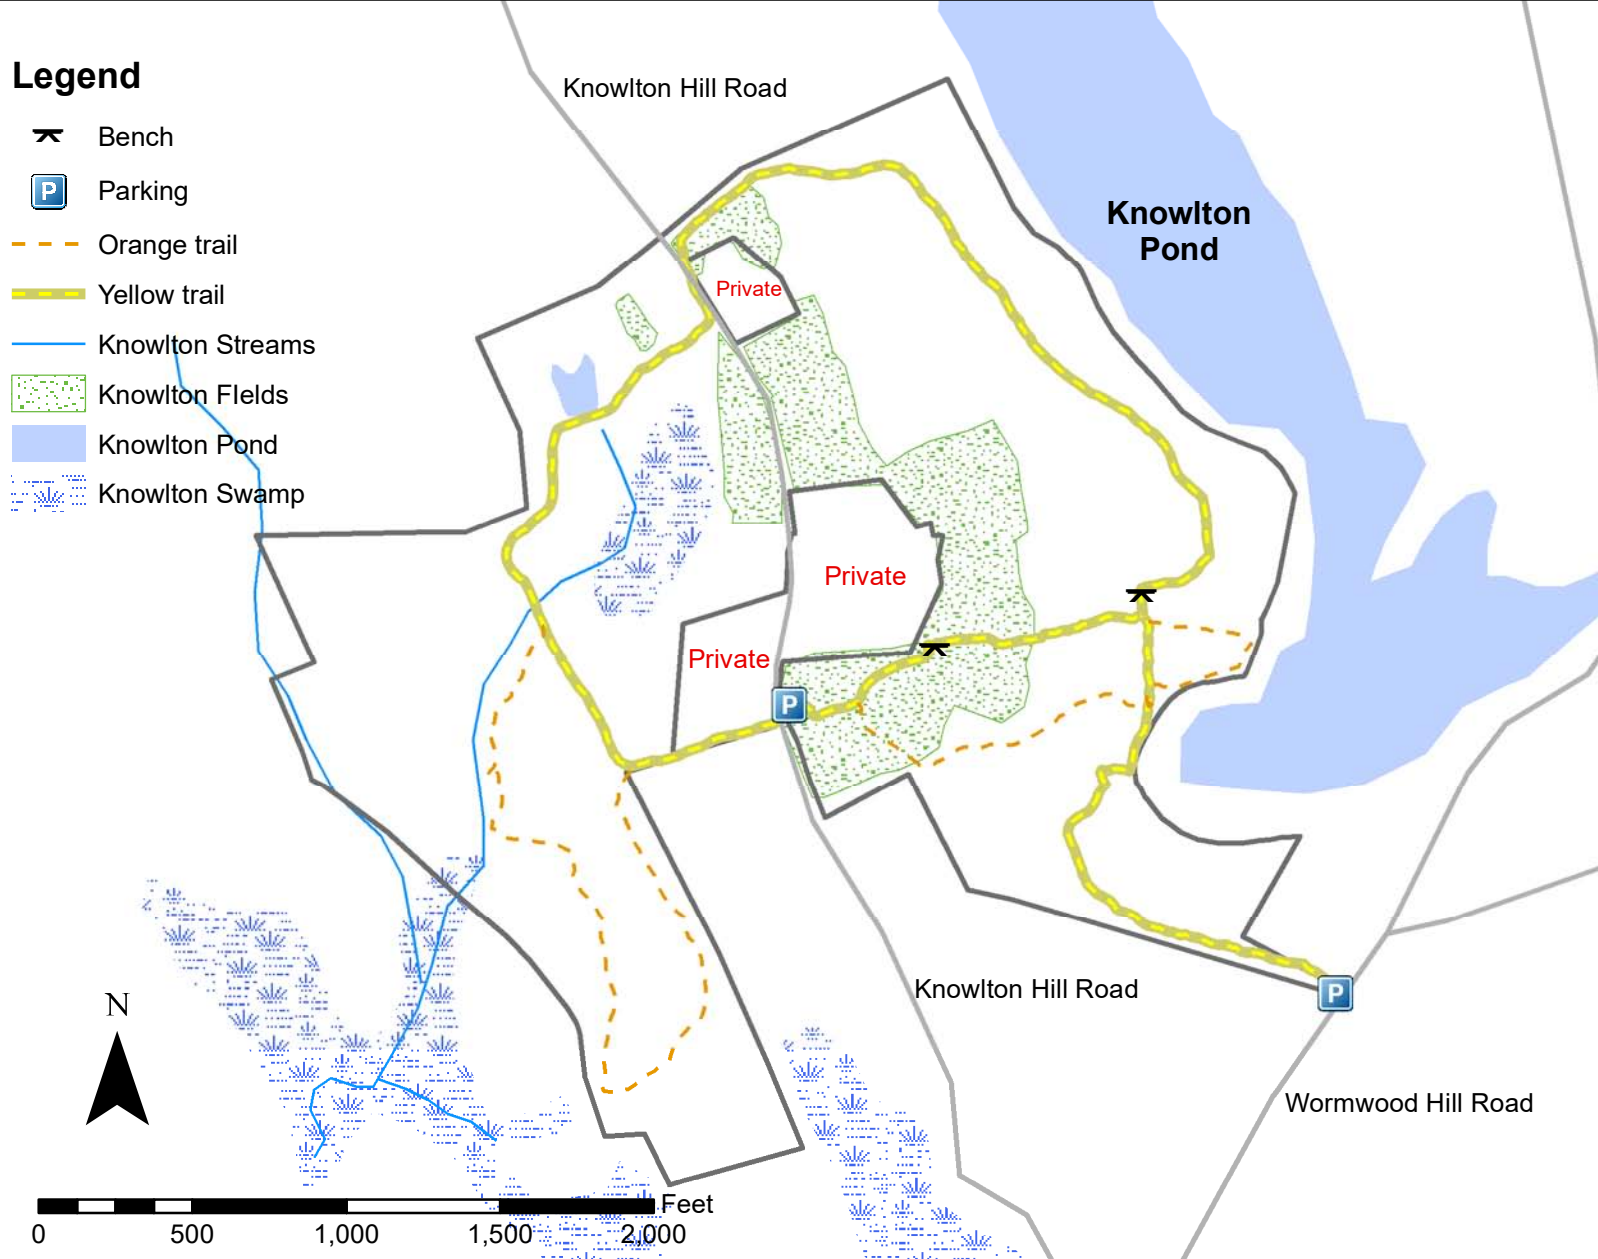 Legend
Bench
P
Parking
Orange trail
Yellow trail
Knowlton Streams
Knowlton FIelds
Knowlton Pond
Knowlton Swamp
Knowlton Hill Road
Knowlton
Pond
Private
Private
Private
P
Knowlton Hill Road
P
Wormwood Hill Road
N
Feet
0 500 1,000 1,500 2,000